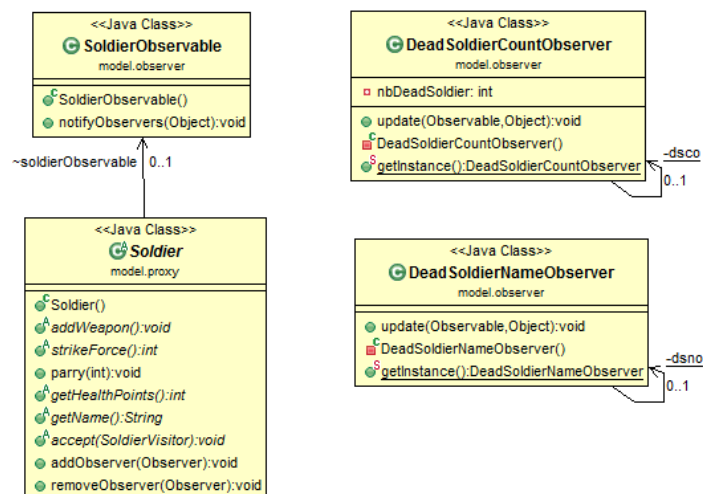 <<Java Class>>
SoldierObservable
model.observer
SoldierObservable()
notifyObservers(Object):void
~soldierObservable 0..1
<<Java Class>>
Soldier
model.proxy
Soldier()
addWeapon():void
strikeForce():int
parry(int):void
getHealthPoints():int
getName():String
accept(SoldierVisitor):void
addObserver(Observer):void
removeObserver(Observer):void
<<Java Class>>
DeadSoldierCountObserver
model.observer
nbDeadSoldier: int
update(Observable,Object):void
DeadSoldierCountObserver()
getInstance():DeadSoldierCountObserver
-dsco
0..1
<<Java Class>>
DeadSoldierNameObserver
model.observer
update(Observable,Object):void
DeadSoldierNameObserver()
getInstance():DeadSoldierNameObserver
-dsno
0..1